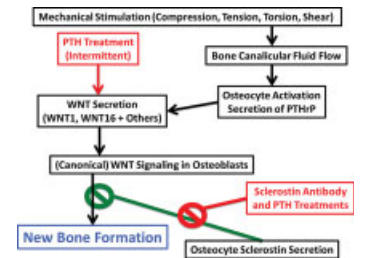 Mechanical Stimulation (Compression, Tension, Torsion, Shear)
PTH Treatment
(Intermittent)
Bone Canalicular Fluid Flow
Osteocyte Activation
Secretion of PTHrP
WNT Secretion
(WNT1, WNT16 + Others)
(Canonical) WNT Signaling in Osteoblasts
Sclerostin Antibody
and PTH Treatments
New Bone Formation
Osteocyte Sclerostin Secretion